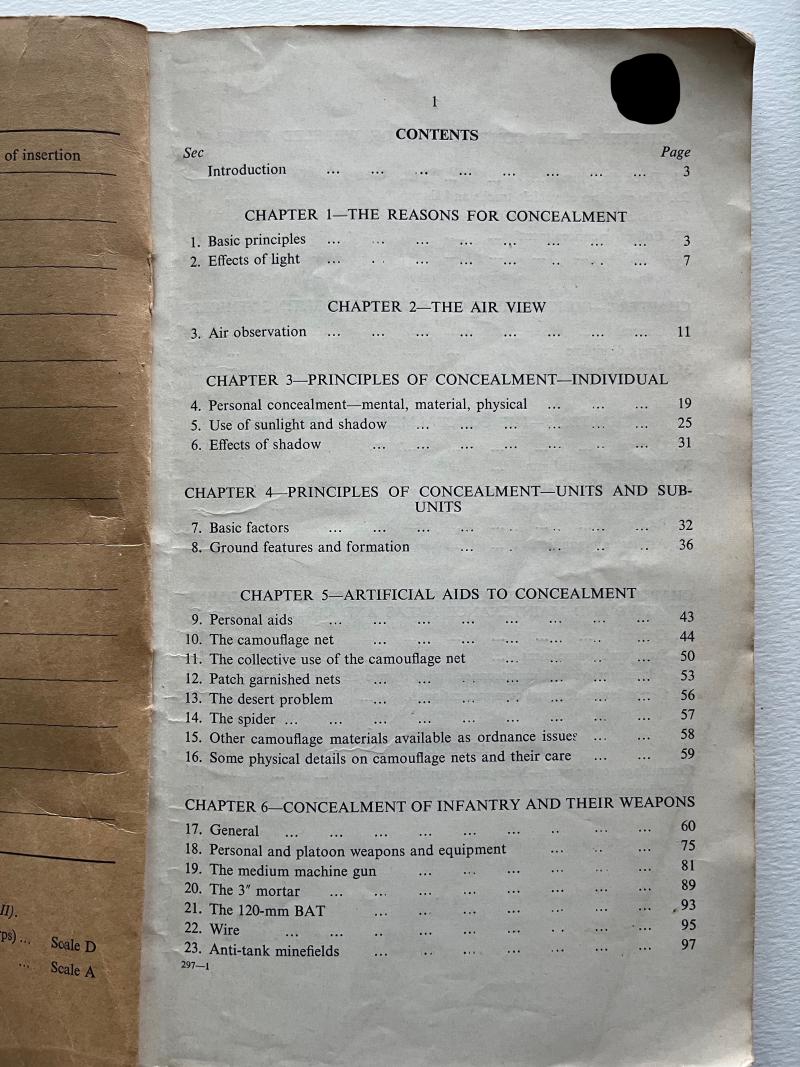 of insertion
II).
ps) ... Scale D
... Scale A
1
CONTENTS
Sec Page
Introduction ... ... ... ... ... ... ... ... 3
CHAPTER 1—THE REASONS FOR CONCEALMENT
1. Basic principles ... ... ... ... ... ... ... ... 3
2. Effects of light ... ... ... ... ... ... ... ... 7
CHAPTER 2—THE AIR VIEW
3. Air observation ... ... ... ... ... ... ... ... 11
CHAPTER 3—PRINCIPLES OF CONCEALMENT—INDIVIDUAL
4. Personal concealment—mental, material, physical ... ... ... 19
5. Use of sunlight and shadow ... ... ... ... ... ... 25
6. Effects of shadow ... ... ... ... ... ... ... 31
CHAPTER 4—PRINCIPLES OF CONCEALMENT—UNITS AND SUB-
UNITS
7. Basic factors ... ... ... ... ... ... ... ... 32
8. Ground features and formation ... ... ... ... ... 36
CHAPTER 5—ARTIFICIAL AIDS TO CONCEALMENT
9. Personal aids ... ... ... ... ... ... ... ... 43
10. The camouflage net ... ... ... ... ... ... ... 44
11. The collective use of the camouflage net ... ... ... ... 50
12. Patch garnished nets ... ... ... ... ... ... ... 53
13. The desert problem ... ... ... ... ... ... ... 56
14. The spider ... ... ... ... ... ... ... ... ... 57
15. Other camouflage materials available as ordnance issues ... ... 58
16. Some physical details on camouflage nets and their care ... ... 59
CHAPTER 6—CONCEALMENT OF INFANTRY AND THEIR WEAPONS
17. General ... ... ... ... ... ... ... ... ... 60
18. Personal and platoon weapons and equipment ... ... ... 75
19. The medium machine gun ... ... ... ... ... ... 81
20. The 3″ mortar ... ... ... ... ... ... ... ... 89
21. The 120-mm BAT ... ... ... ... ... ... ... 93
22. Wire ... ... ... ... ... ... ... ... ... 95
23. Anti-tank minefields ... ... ... ... ... ... ... 97
297—1